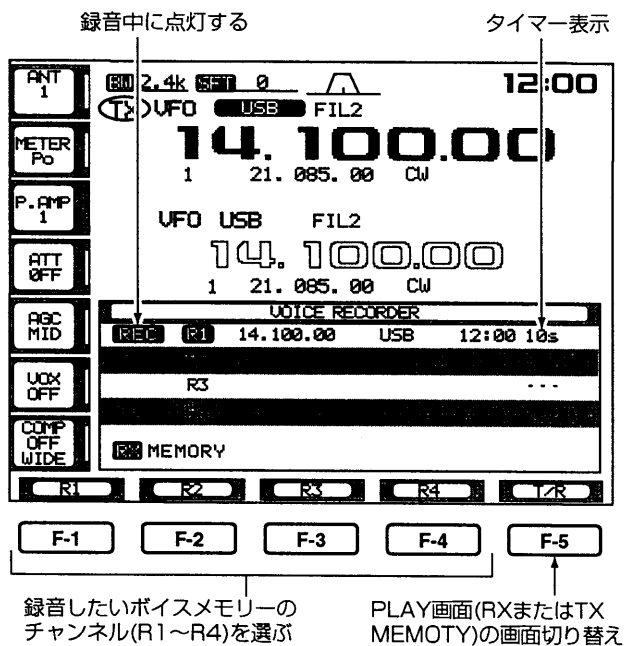 録音中に点灯する
タイマー表示
ANT 1
BW 2.4k SFT 0
12:00
TX VFO USB FIL2
METER Po
14.100.00
1 21.085.00 CW
P.AMP 1
VFO USB FIL2
ATT OFF
14.100.00
1 21.085.00 CW
AGC MID
VOICE RECORDER
REC R1 14.100.00 USB 12:00 10s
VOX OFF
R3 ---
COMP OFF WIDE
RX MEMORY
R1 R2 R3 R4 T/R
F-1 F-2 F-3 F-4 F-5
録音したいボイスメモリーの
チャンネル(R1〜R4)を選ぶ
PLAY画面(RXまたはTX
MEMOTY)の画面切り替え